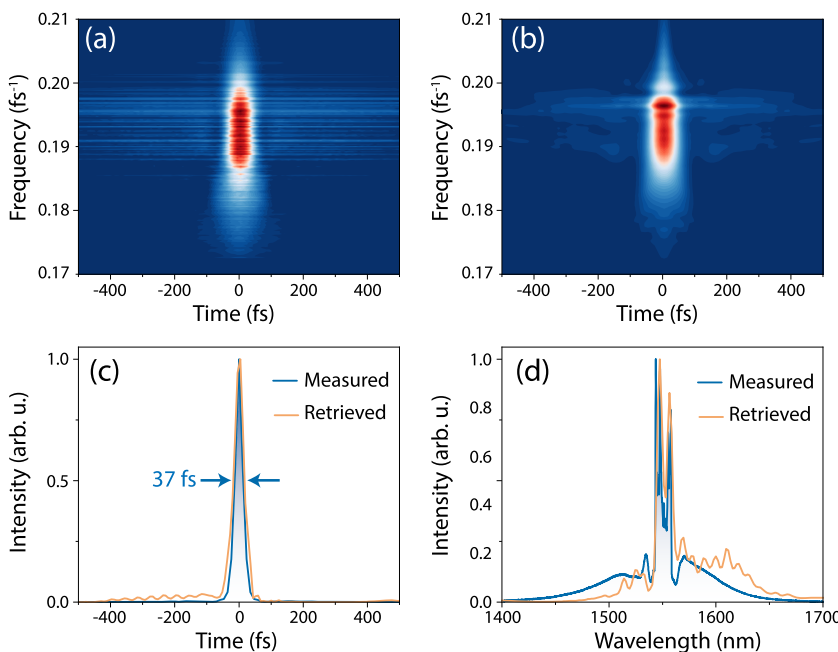 (a)
Frequency (fs⁻¹)
0.21
0.20
0.19
0.18
0.17
-400
-200
0
200
400
Time (fs)
(b)
Frequency (fs⁻¹)
0.21
0.20
0.19
0.18
0.17
-400
-200
0
200
400
Time (fs)
(c)
Measured
Retrieved
37 fs
Intensity (arb. u.)
1.0
0.5
0.0
-400
-200
0
200
400
Time (fs)
(d)
Measured
Retrieved
Intensity (arb. u.)
1.0
0.8
0.6
0.4
0.2
0.0
1400
1500
1600
1700
Wavelength (nm)